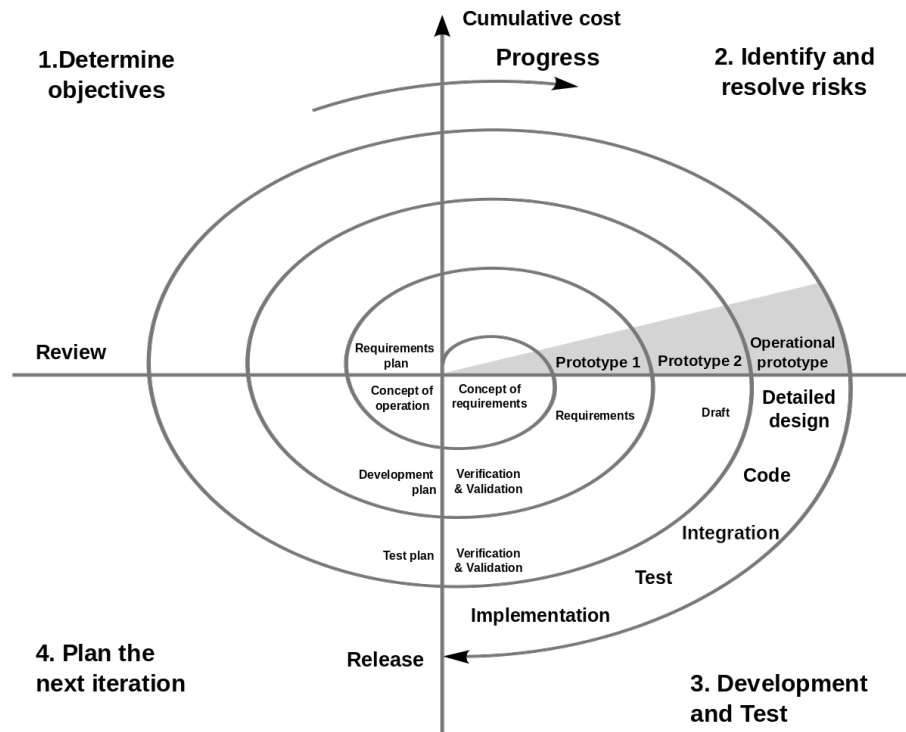 Cumulative cost
1.Determine
objectives
Progress
2. Identify and
resolve risks
Review
Requirements
plan
Prototype 1
Prototype 2
Operational
prototype
Concept of
operation
Concept of
requirements
Requirements
Draft
Detailed
design
Development
plan
Verification
& Validation
Code
Integration
Test plan
Verification
& Validation
Test
Implementation
Release
4. Plan the
next iteration
3. Development
and Test